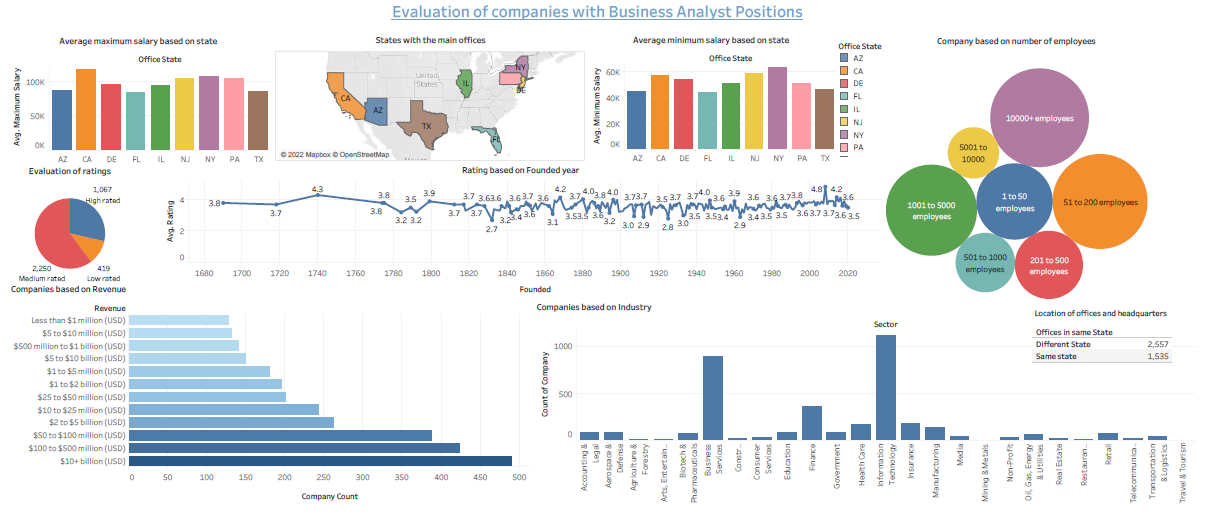 Evaluation of companies with Business Analyst Positions
Average maximum salary based on state
Office State
Avg. Maximum Salary
100K
50K
0K
AZ CA DE FL IL NJ NY PA TX
States with the main offices
United
States
CA
AZ
TX
IL
NY
DE
FL
Mexico
© 2022 Mapbox © OpenStreetMap
Average minimum salary based on state
Office State
Avg. Minimum Salary
60K
40K
20K
0K
AZ CA DE FL IL NJ NY PA TX
Office State
AZ
CA
DE
FL
IL
NJ
NY
PA
Company based on number of employees
10000+ employees
5001 to
10000
1001 to 5000
employees
1 to 50
employees
51 to 200 employees
501 to 1000
employees
201 to 500
employees
Evaluation of ratings
1,067
High rated
2,250
Medium rated
419
Low rated
Rating based on Founded year
Avg. Rating
4
2
0
3.8 3.7 4.3 3.8 3.8 3.2 3.5 3.2 3.9 3.7 3.7 3.6 2.7 3.6 3.2 3.4 3.7 3.6 3.1 4.2 3.7 3.5 4.0 3.6 3.8 4.0 3.2 3.7 3.0 3.7 2.9 3.5 3.7 2.8 3.0 3.7 4.0 3.5 3.6 3.5 3.4 3.9 2.9 3.6 3.4 3.7 3.5 3.4 3.5 3.7 3.6 4.8 3.7 4.2 3.7 3.6 3.5
1680 1700 1720 1740 1760 1780 1800 1820 1840 1860 1880 1900 1920 1940 1960 1980 2000 2020
Founded
Companies based on Revenue
Revenue
Less than $1 million (USD)
$5 to $10 million (USD)
$500 million to $1 billion (USD)
$5 to $10 billion (USD)
$1 to $5 million (USD)
$1 to $2 billion (USD)
$25 to $50 million (USD)
$10 to $25 million (USD)
$2 to $5 billion (USD)
$50 to $100 million (USD)
$100 to $500 million (USD)
$10+ billion (USD)
0 50 100 150 200 250 300 350 400 450 500
Company Count
Companies based on Industry
Sector
Count of Company
1000
500
0
Accounting &
Legal
Aerospace &
Defense
Agriculture &
Forestry
Arts, Entertain..
Biotech &
Pharmaceuticals
Business
Services
Constr..
Consumer
Services
Education
Finance
Government
Health Care
Information
Technology
Insurance
Manufacturing
Media
Mining & Metals
Non-Profit
Oil, Gas, Energy
& Utilities
Real Estate
Restauran..
Retail
Telecommunica..
Transportation
& Logistics
Travel & Tourism
Location of offices and headquarters
Offices in same State
Different State 2,557
Same state 1,535